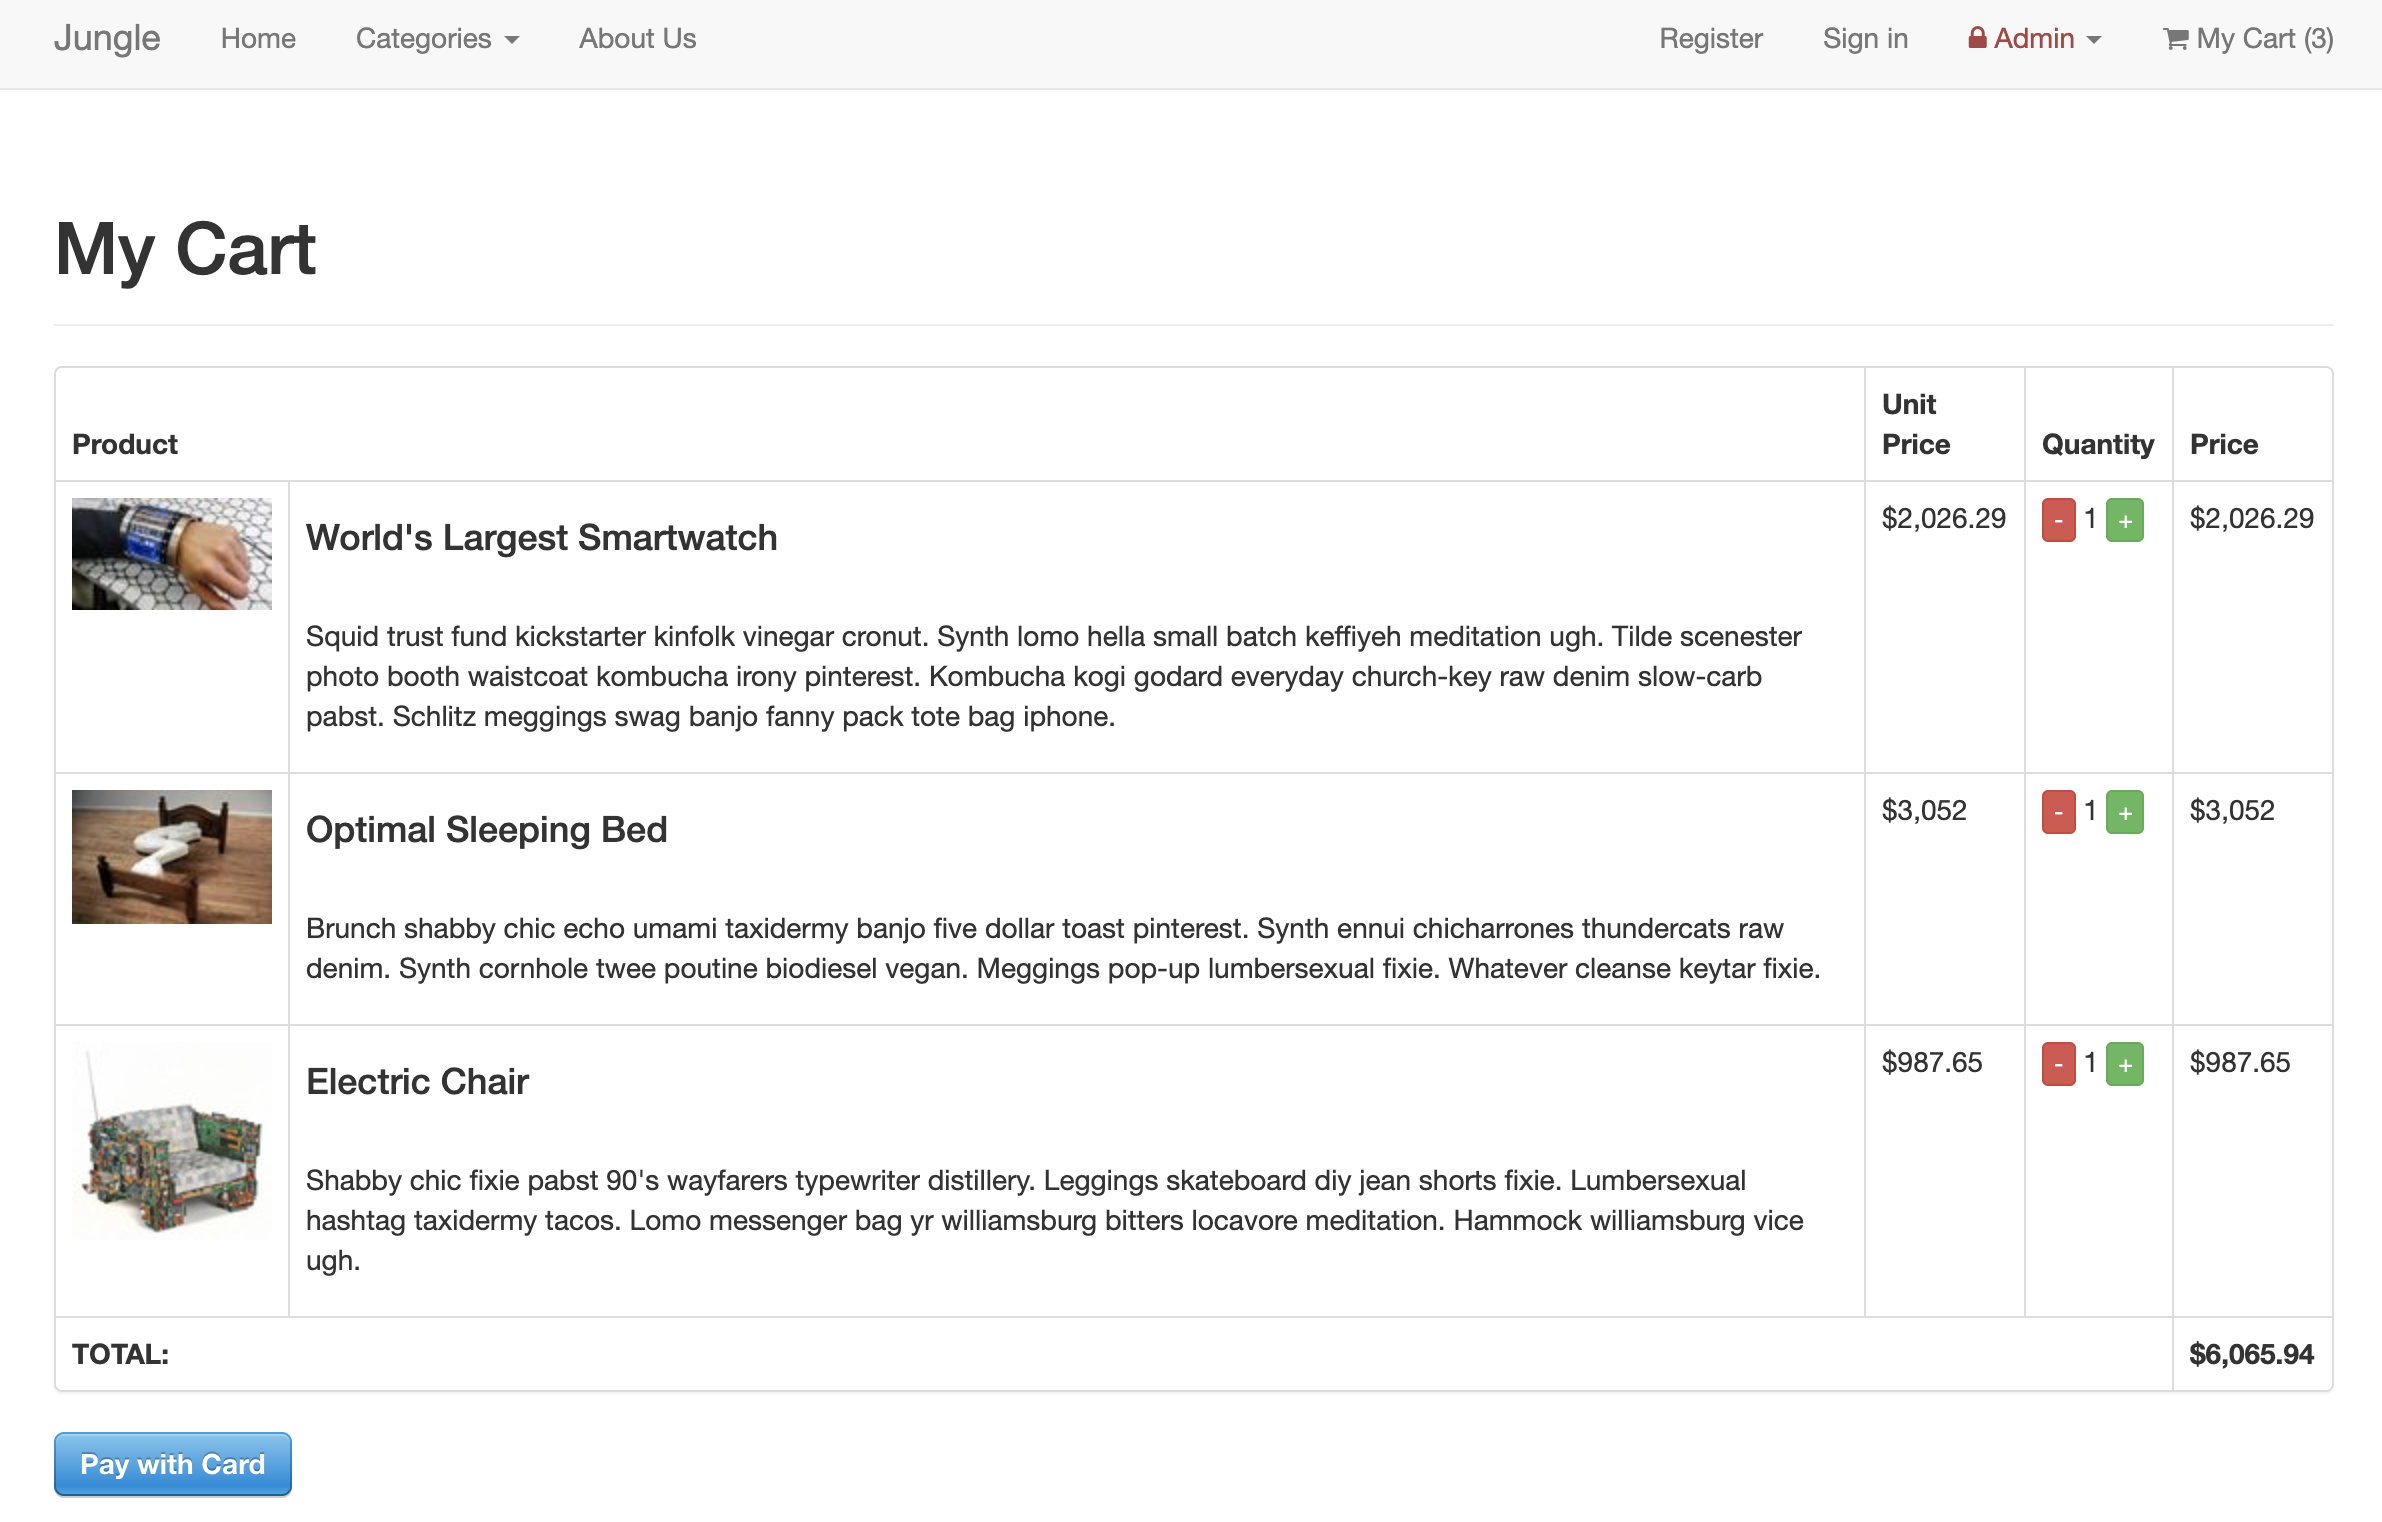 Jungle Home Categories About Us Register Sign in Admin My Cart (3)
My Cart
Product Unit Price Quantity Price
World's Largest Smartwatch $2,026.29 - 1 + $2,026.29
Squid trust fund kickstarter kinfolk vinegar cronut. Synth lomo hella small batch keffiyeh meditation ugh. Tilde scenester
photo booth waistcoat kombucha irony pinterest. Kombucha kogi godard everyday church-key raw denim slow-carb
pabst. Schlitz meggings swag banjo fanny pack tote bag iphone.
Optimal Sleeping Bed $3,052 - 1 + $3,052
Brunch shabby chic echo umami taxidermy banjo five dollar toast pinterest. Synth ennui chicharrones thundercats raw
denim. Synth cornhole twee poutine biodiesel vegan. Meggings pop-up lumbersexual fixie. Whatever cleanse keytar fixie.
Electric Chair $987.65 - 1 + $987.65
Shabby chic fixie pabst 90's wayfarers typewriter distillery. Leggings skateboard diy jean shorts fixie. Lumbersexual
hashtag taxidermy tacos. Lomo messenger bag yr williamsburg bitters locavore meditation. Hammock williamsburg vice
ugh.
TOTAL: $6,065.94
Pay with Card